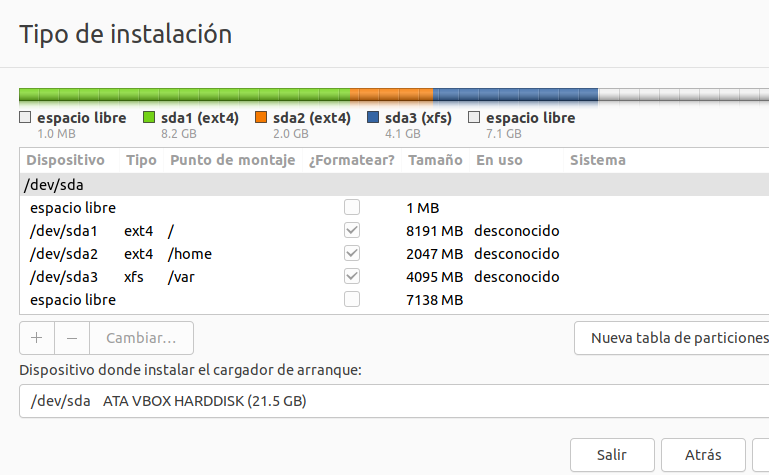 Tipo de instalación
espacio libre sda1 (ext4) sda2 (ext4) sda3 (xfs) espacio libre
1.0 MB 8.2 GB 2.0 GB 4.1 GB 7.1 GB
Dispositivo Tipo Punto de montaje ¿Formatear? Tamaño En uso Sistema
/dev/sda
espacio libre 1 MB
/dev/sda1 ext4 / 8191 MB desconocido
/dev/sda2 ext4 /home 2047 MB desconocido
/dev/sda3 xfs /var 4095 MB desconocido
espacio libre 7138 MB
+ − Cambiar... Nueva tabla de particiones
Dispositivo donde instalar el cargador de arranque:
/dev/sda ATA VBOX HARDDISK (21.5 GB)
Salir Atrás